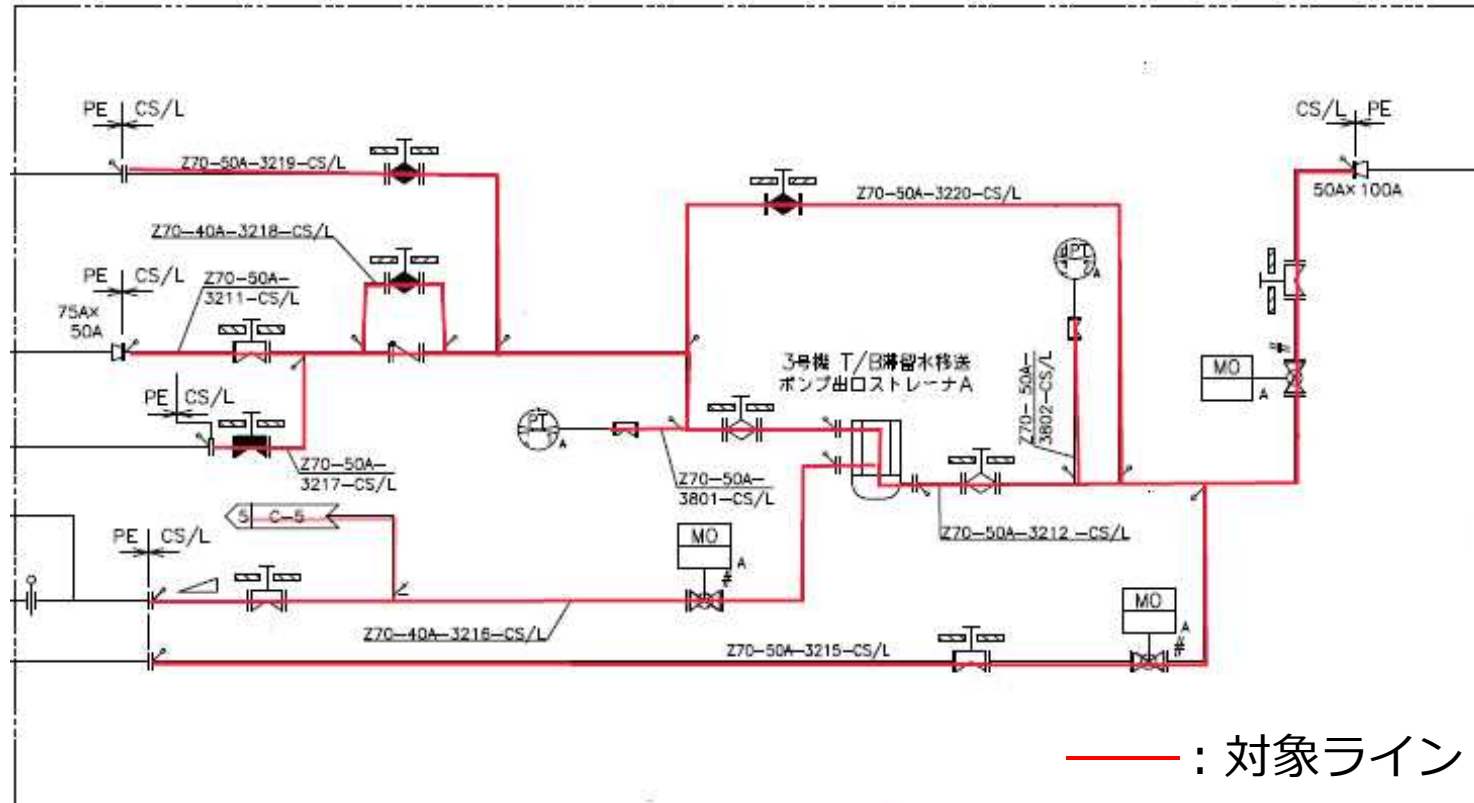 PE CS/L
CS/L PE
Z70-50A-3219-CS/L
Z70-50A-3220-CS/L
50A×100A
Z70-40A-3218-CS/L
PE CS/L
Z70-50A-
3211-CS/L
75A×
50A
dPT
A
3号機 T/B滞留水移送
ポンプ出口ストレーナA
MO
A
PE CS/L
PT
A
Z70-50A-
3802-CS/L
Z70-50A-
3217-CS/L
Z70-50A-
3801-CS/L
5 C-5
PE CS/L
MO
A
Z70-50A-3212-CS/L
MO
A
Z70-40A-3216-CS/L
Z70-50A-3215-CS/L
：対象ライン